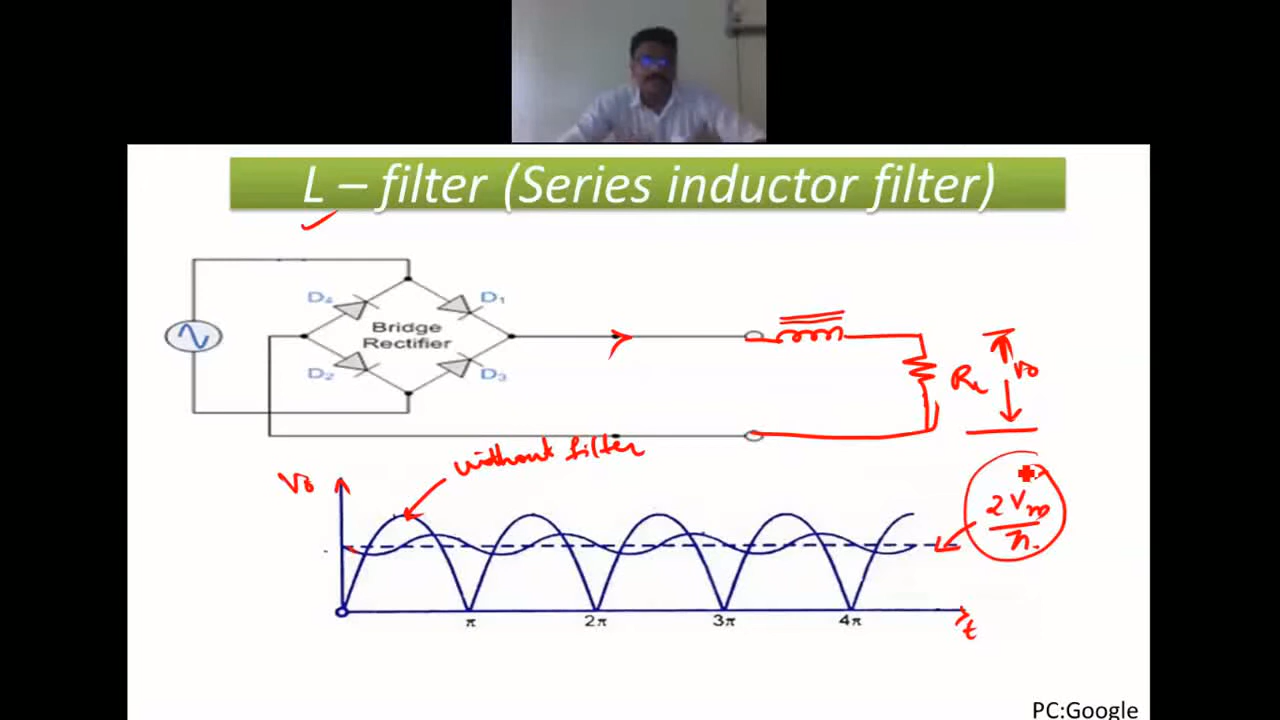 L – filter (Series inductor filter)
D4
D1
Bridge
Rectifier
D2
D3
RL
Vo
without filter
Vo
2Vm
π
π
2π
3π
4π
t
PC:Google